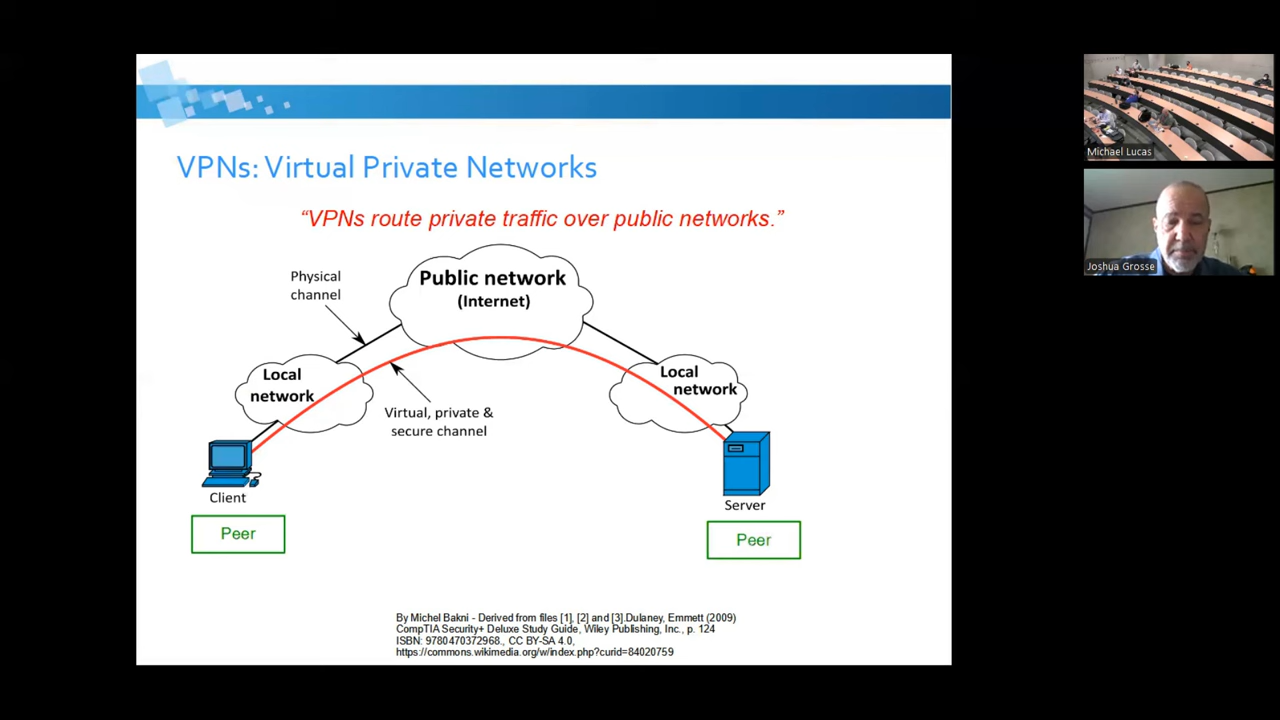 VPNs: Virtual Private Networks
“VPNs route private traffic over public networks.”
Physical
channel
Public network
(Internet)
Local
network
Local
network
Virtual, private &
secure channel
Client
Server
Peer
Peer
By Michel Bakni - Derived from files [1], [2] and [3].Dulaney, Emmett (2009)
CompTIA Security+ Deluxe Study Guide, Wiley Publishing, Inc., p. 124
ISBN: 9780470372968., CC BY-SA 4.0,
https://commons.wikimedia.org/w/index.php?curid=84020759
Michael Lucas
Joshua Grosse